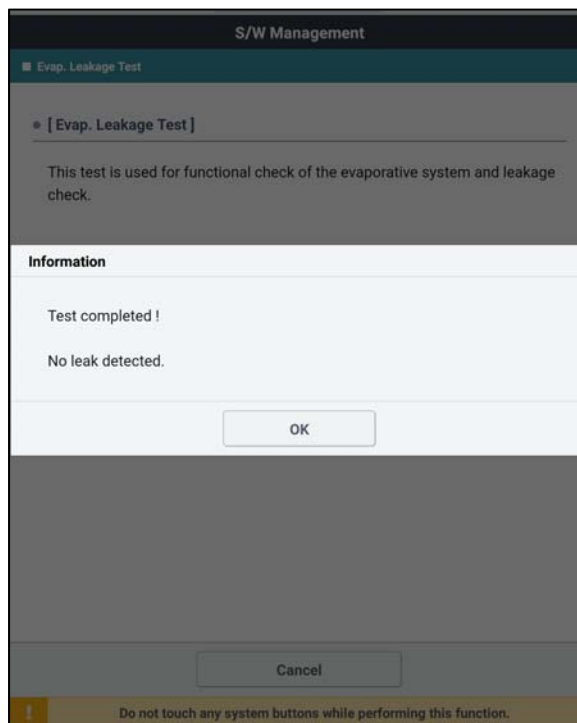 S/W Management
Evap. Leakage Test
[ Evap. Leakage Test ]
This test is used for functional check of the evaporative system and leakage
check.
Information
Test completed !
No leak detected.
OK
Cancel
! Do not touch any system buttons while performing this function.